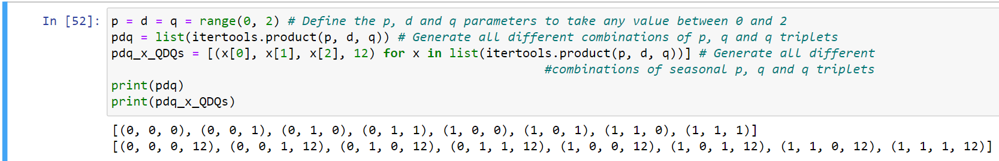 In [52]: p = d = q = range(0, 2) # Define the p, d and q parameters to take any value between 0 and 2
pdq = list(itertools.product(p, d, q)) # Generate all different combinations of p, q and q triplets
pdq_x_QDQs = [(x[0], x[1], x[2], 12) for x in list(itertools.product(p, d, q))] # Generate all different
#combinations of seasonal p, q and q triplets
print(pdq)
print(pdq_x_QDQs)
[(0, 0, 0), (0, 0, 1), (0, 1, 0), (0, 1, 1), (1, 0, 0), (1, 0, 1), (1, 1, 0), (1, 1, 1)]
[(0, 0, 0, 12), (0, 0, 1, 12), (0, 1, 0, 12), (0, 1, 1, 12), (1, 0, 0, 12), (1, 0, 1, 12), (1, 1, 0, 12), (1, 1, 1, 12)]